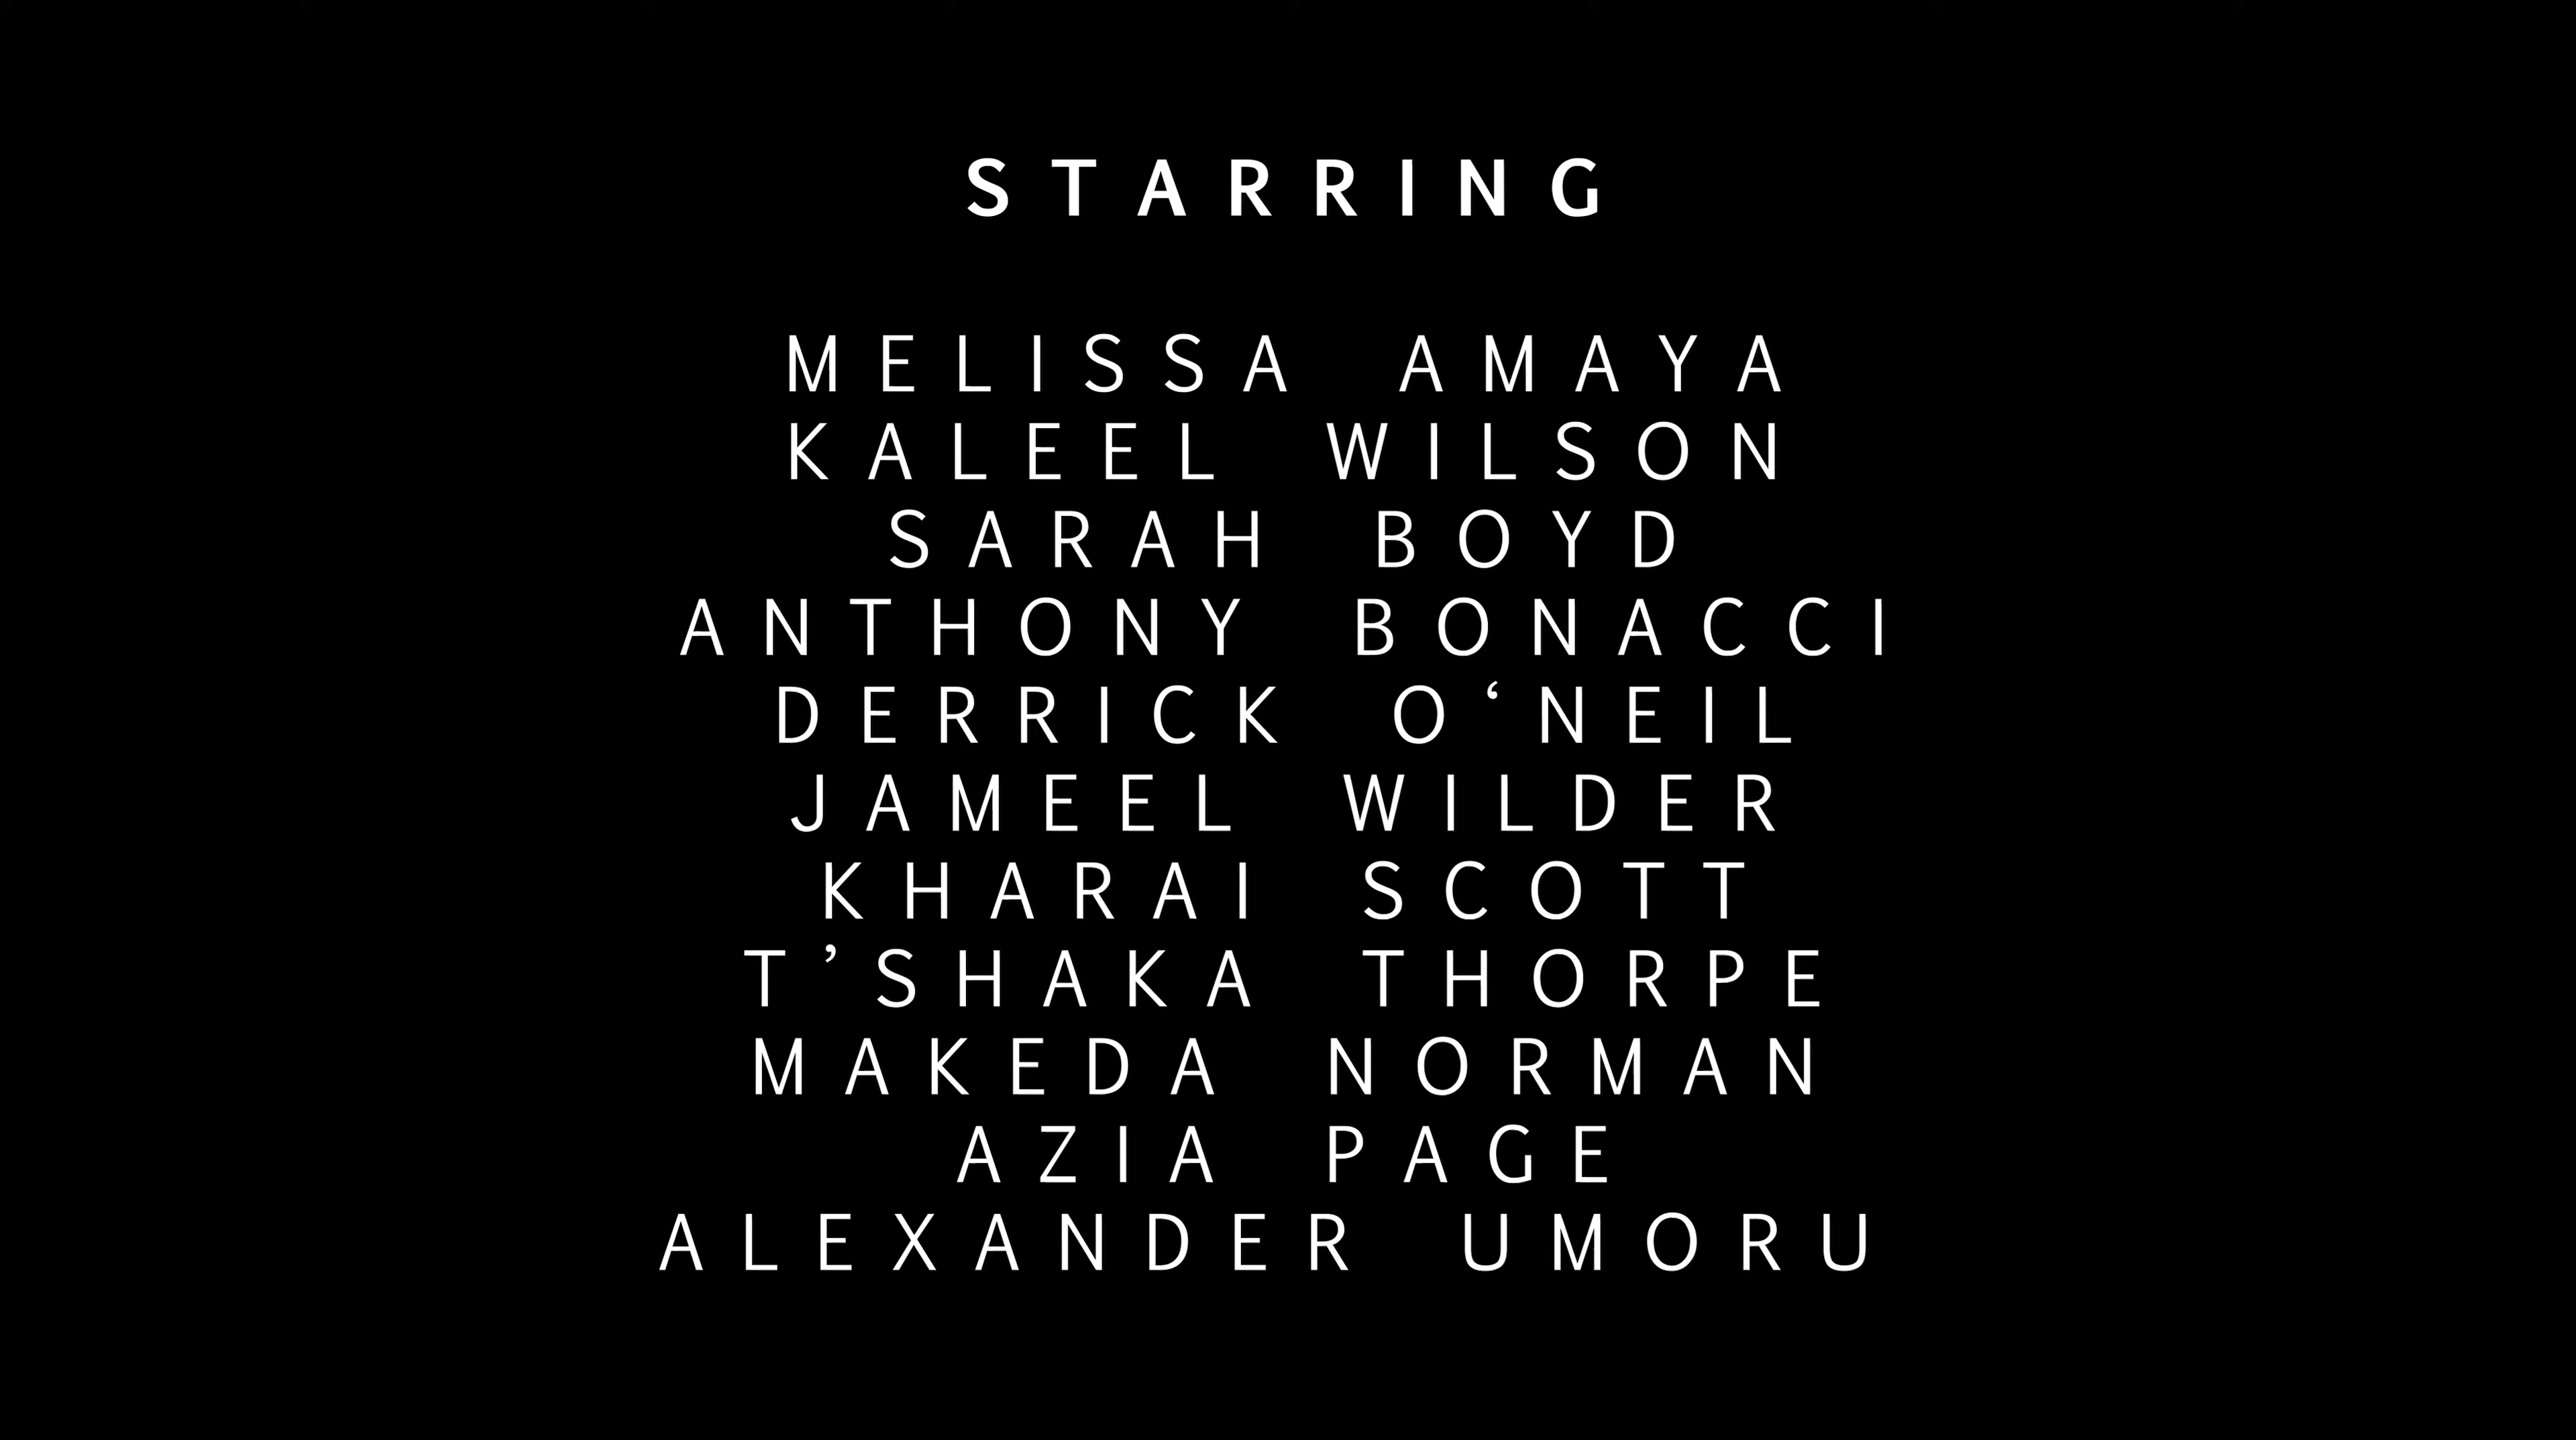 STARRING
MELISSA AMAYA
KALEEL WILSON
SARAH BOYD
ANTHONY BONACCI
DERRICK O‘NEIL
JAMEEL WILDER
KHARAI SCOTT
T’SHAKA THORPE
MAKEDA NORMAN
AZIA PAGE
ALEXANDER UMORU